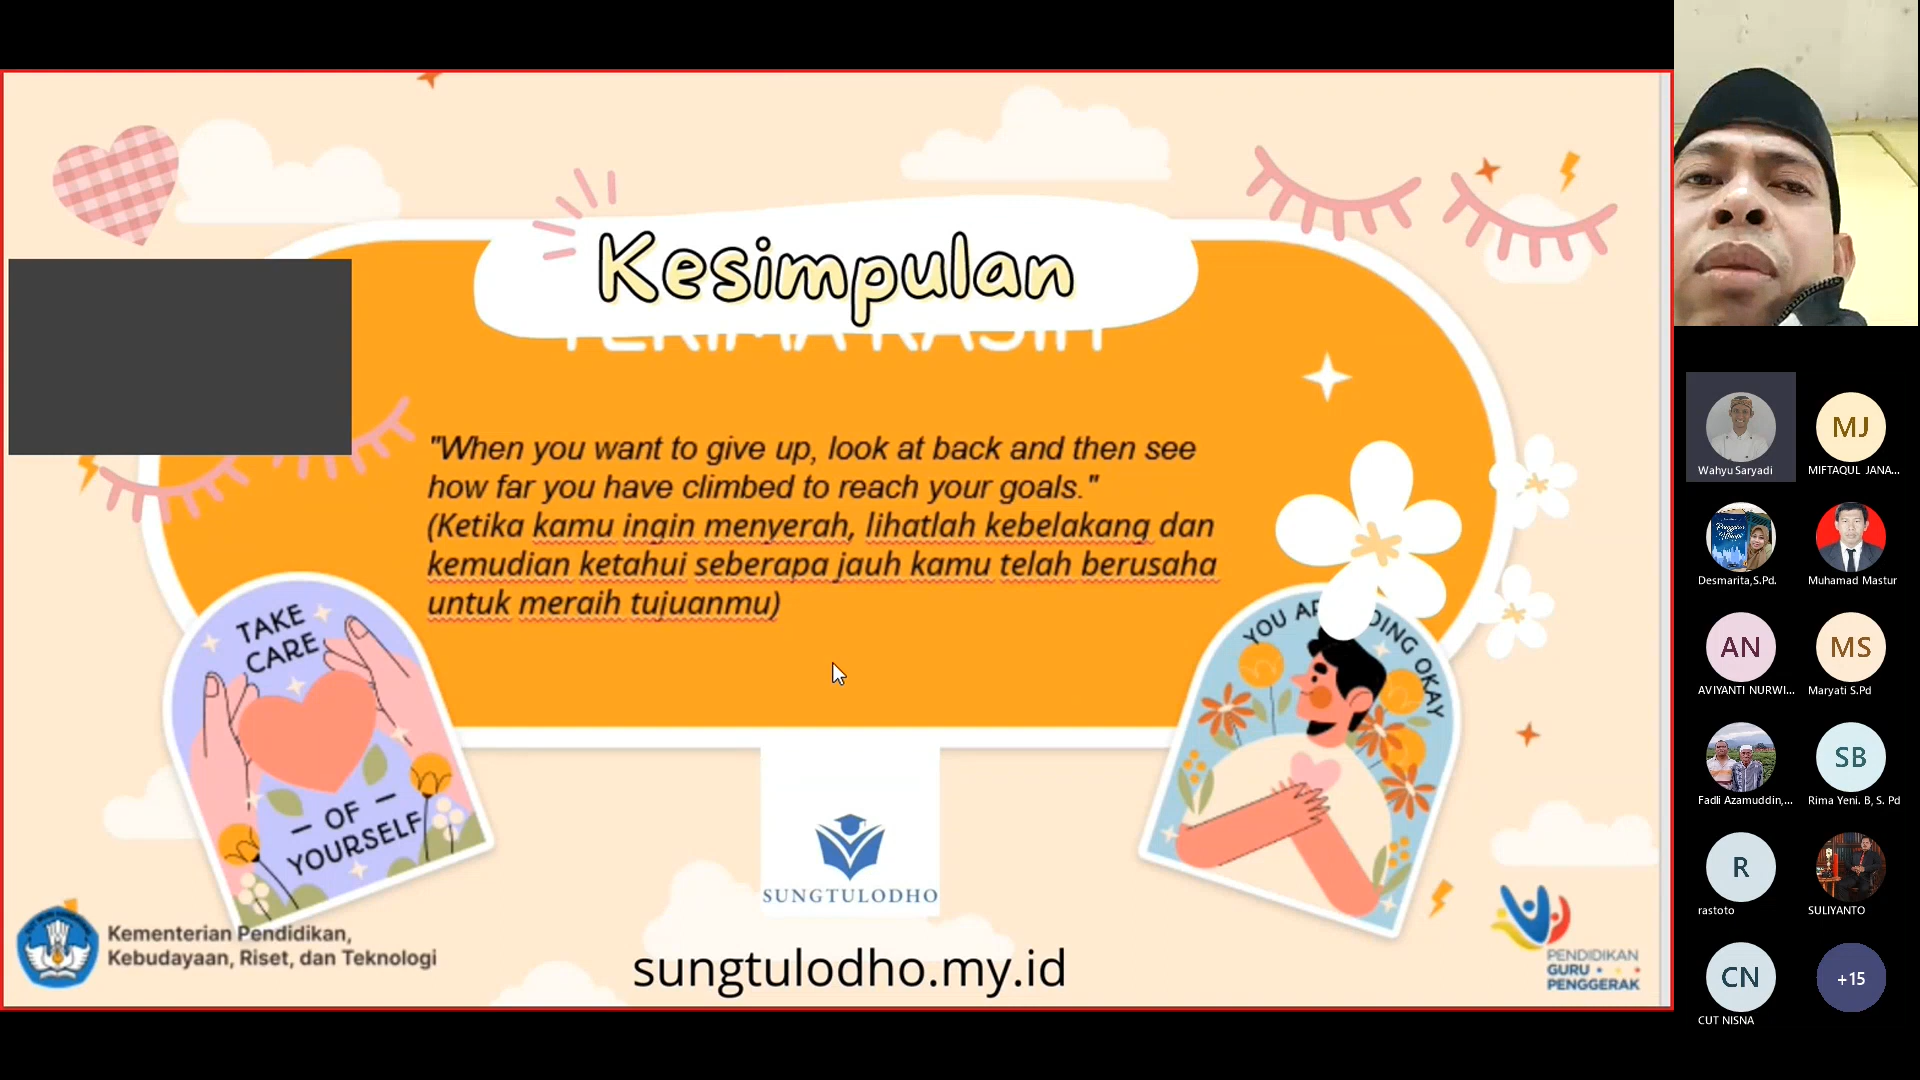 Kesimpulan
TERIMA KASIH
"When you want to give up, look at back and then see
how far you have climbed to reach your goals."
(Ketika kamu ingin menyerah, lihatlah kebelakang dan
kemudian ketahui seberapa jauh kamu telah berusaha
untuk meraih tujuanmu)
TAKE
CARE
— OF —
YOURSELF
OKAY
SUNGTULODHO
sungtulodho.my.id
Kementerian Pendidikan,
Kebudayaan, Riset, dan Teknologi
PENDIDIKAN
GURU
PENGGERAK
Wahyu Saryadi
MJ
MIFTAQUL JANA...
Desmarita,S.Pd.
Muhamad Mastur
AN
AVIYANTI NURWI...
MS
Maryati S.Pd
Fadli Azamuddin,...
SB
Rima Yeni. B, S. Pd
R
rastoto
SULIYANTO
CN
CUT NISNA
+15